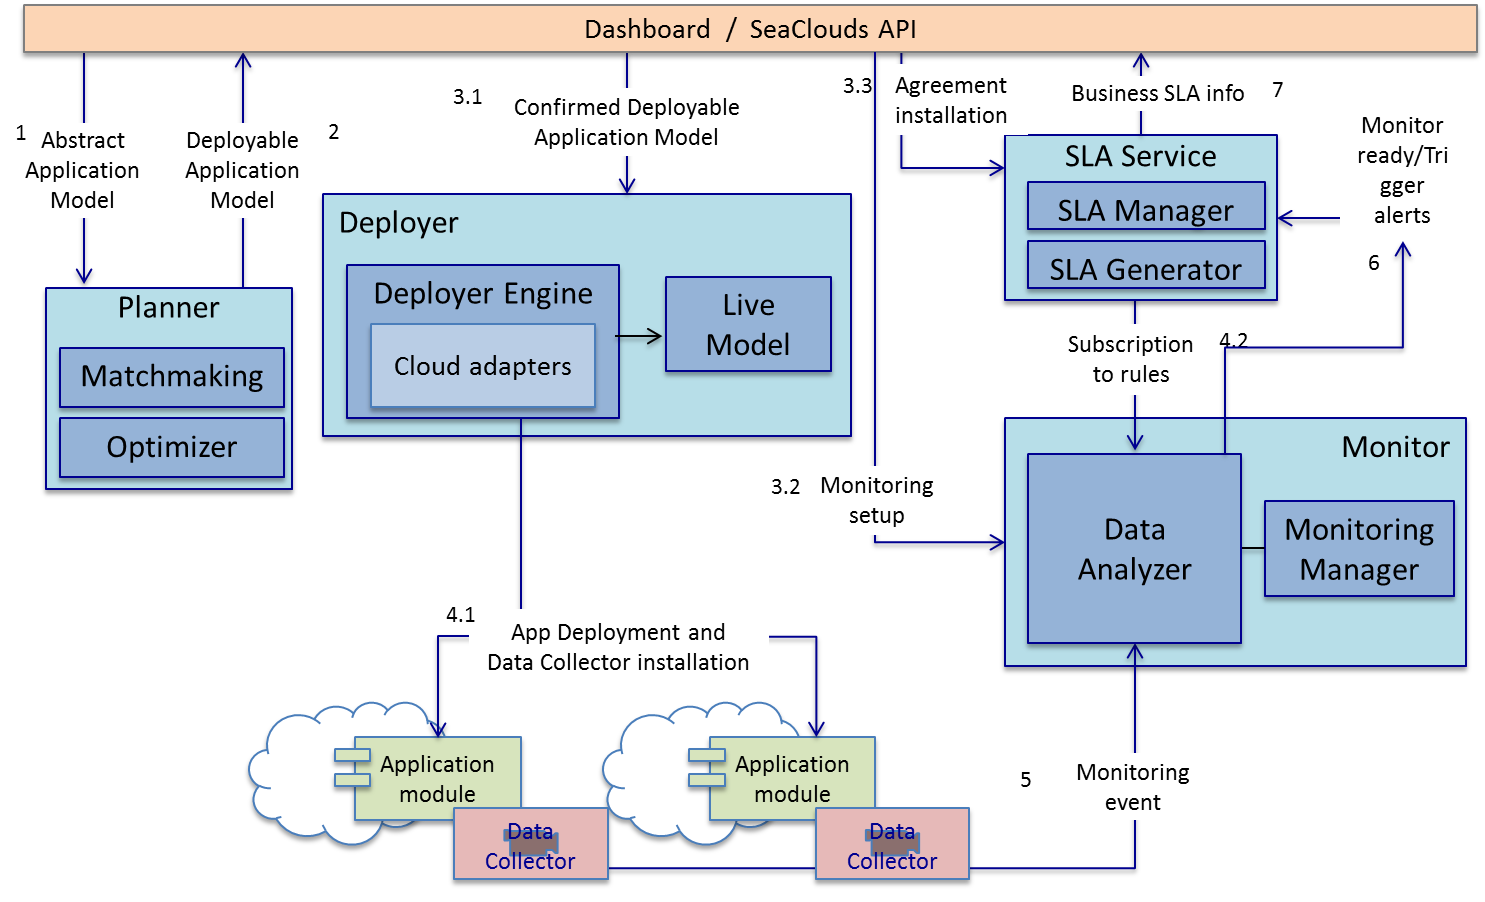 Dashboard / SeaClouds API
1
Abstract
Application
Model
Deployable
Application
Model
2
3.1
Confirmed Deployable
Application Model
3.3
Agreement
installation
Business SLA info
7
Monitor
ready/Tri
gger
alerts
6
SLA Service
SLA Manager
SLA Generator
Deployer
Deployer Engine
Cloud adapters
Live
Model
Planner
Matchmaking
Optimizer
Subscription
to rules
4.2
3.2
Monitoring
setup
Monitor
Data
Analyzer
Monitoring
Manager
4.1
App Deployment and
Data Collector installation
Application
module
Data
Collector
Application
module
Data
Collector
5
Monitoring
event